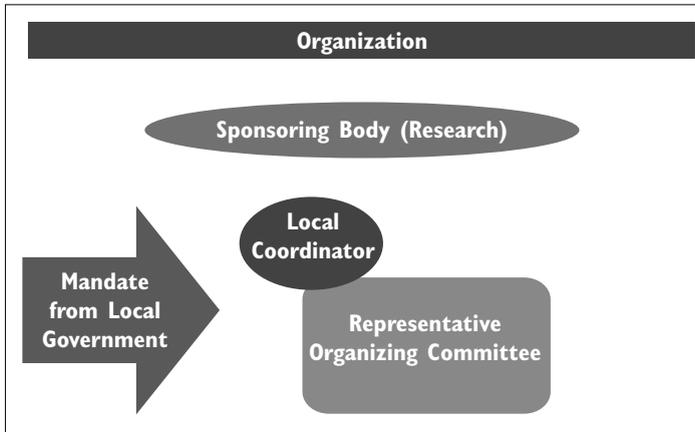 Organization
Sponsoring Body (Research)
Local
Coordinator
Mandate
from Local
Government
Representative
Organizing Committee